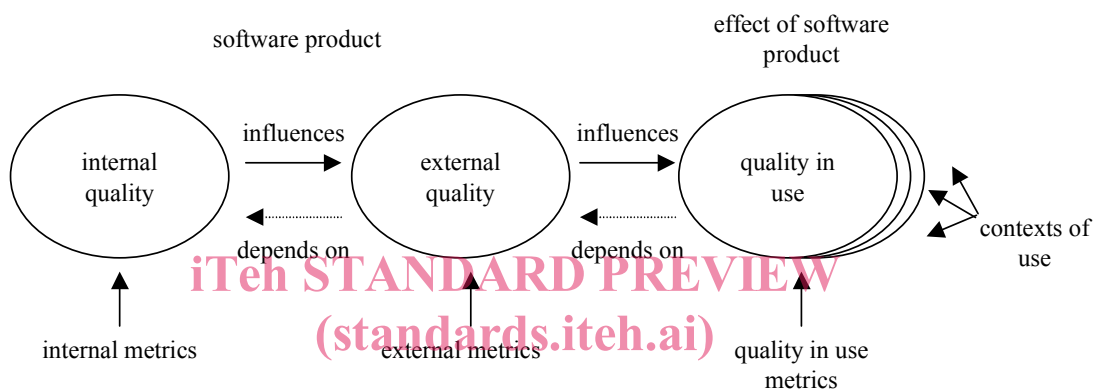 software product
effect of software
product
influences
influences
internal
quality
external
quality
quality in
use
depends on
depends on
contexts of
use
iTeh STANDARD PREVIEW
(standards.iteh.ai)
internal metrics
external metrics
quality in use
metrics